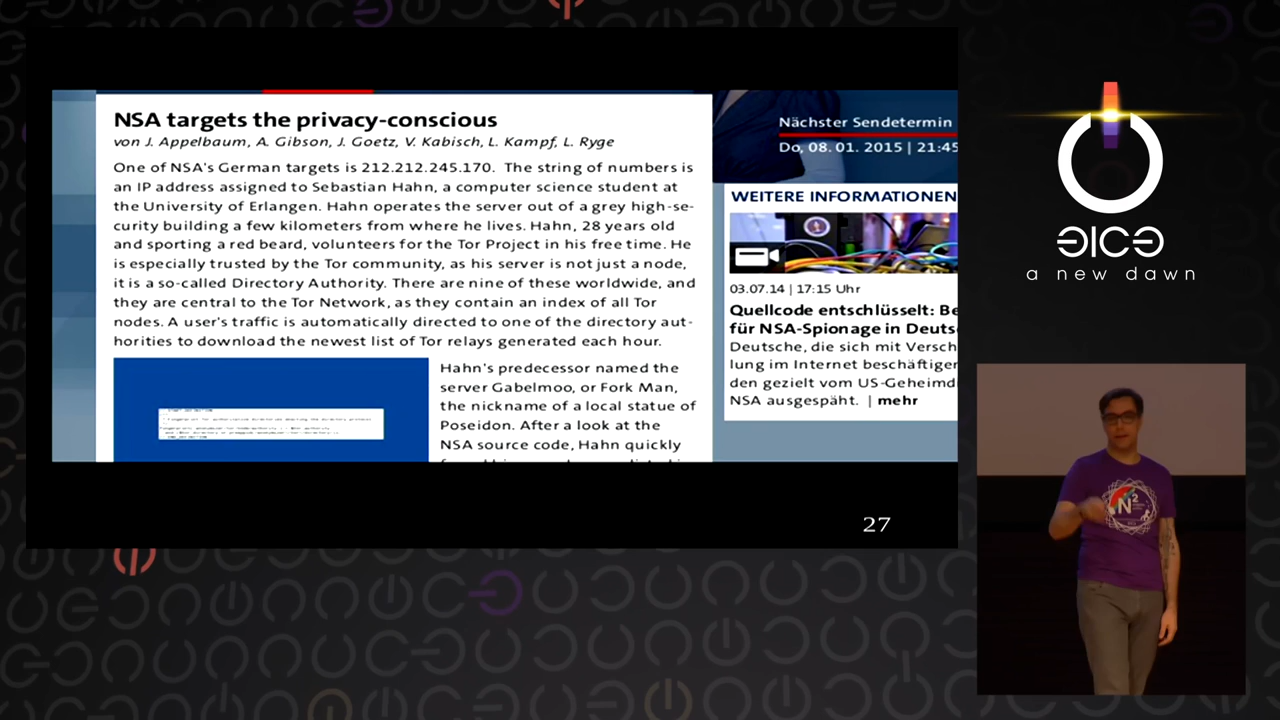 NSA targets the privacy-conscious
von J. Appelbaum, A. Gibson, J. Goetz, V. Kabisch, L. Kampf, L. Ryge
One of NSA's German targets is 212.212.245.170. The string of numbers is
an IP address assigned to Sebastian Hahn, a computer science student at
the University of Erlangen. Hahn operates the server out of a grey high-se-
curity building a few kilometers from where he lives. Hahn, 28 years old
and sporting a red beard, volunteers for the Tor Project in his free time. He
is especially trusted by the Tor community, as his server is not just a node,
it is a so-called Directory Authority. There are nine of these worldwide, and
they are central to the Tor Network, as they contain an index of all Tor
nodes. A user's traffic is automatically directed to one of the directory aut-
horities to download the newest list of Tor relays generated each hour.
Hahn's predecessor named the
server Gabelmoo, or Fork Man,
the nickname of a local statue of
Poseidon. After a look at the
NSA source code, Hahn quickly
Nächster Sendetermin
Do, 08. 01. 2015 | 21:45
WEITERE INFORMATIONEN
03.07.14 | 17:15 Uhr
Quellcode entschlüsselt: Be
für NSA-Spionage in Deuts
Deutsche, die sich mit Versch
lung im Internet beschäftiger
den gezielt vom US-Geheimd
NSA ausgespäht. | mehr
27
a new dawn
N2